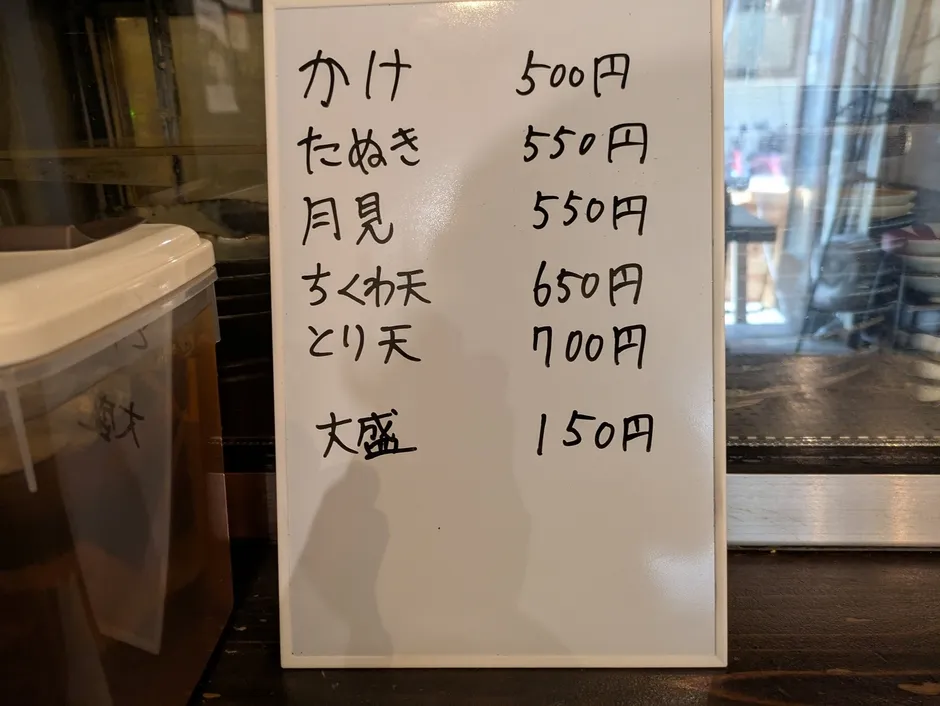 かけ 500円
たぬき 550円
月見 550円
ちくわ天 650円
とり天 700円
大盛 150円
大盛